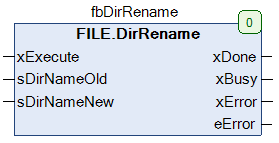 fbDirRename
0
FILE.DirRename
xExecute xDone
sDirNameOld xBusy
sDirNameNew xError
eError